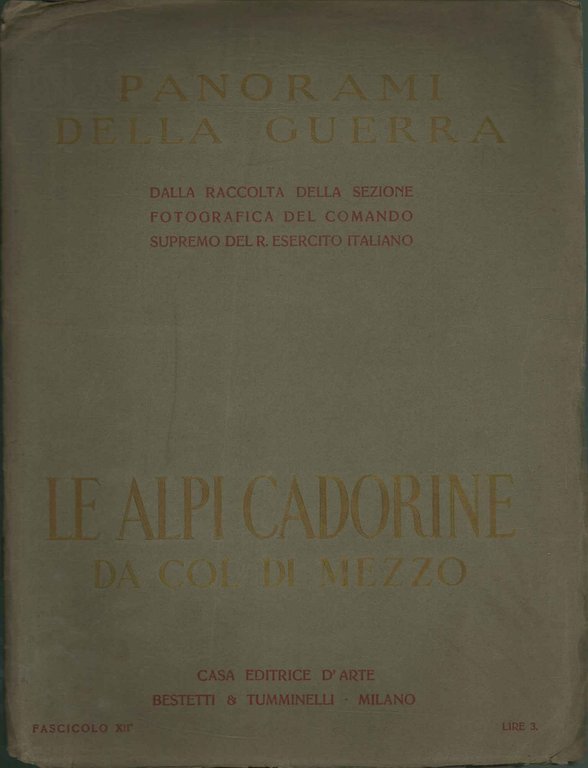 PANORAMI
DELLA GUERRA
DALLA RACCOLTA DELLA SEZIONE
FOTOGRAFICA DEL COMANDO
SUPREMO DEL R. ESERCITO ITALIANO
LE ALPI CADORINE
DA COL DI MEZZO
CASA EDITRICE D'ARTE
BESTETTI & TUMMINELLI - MILANO
FASCICOLO XII°
LIRE 3.